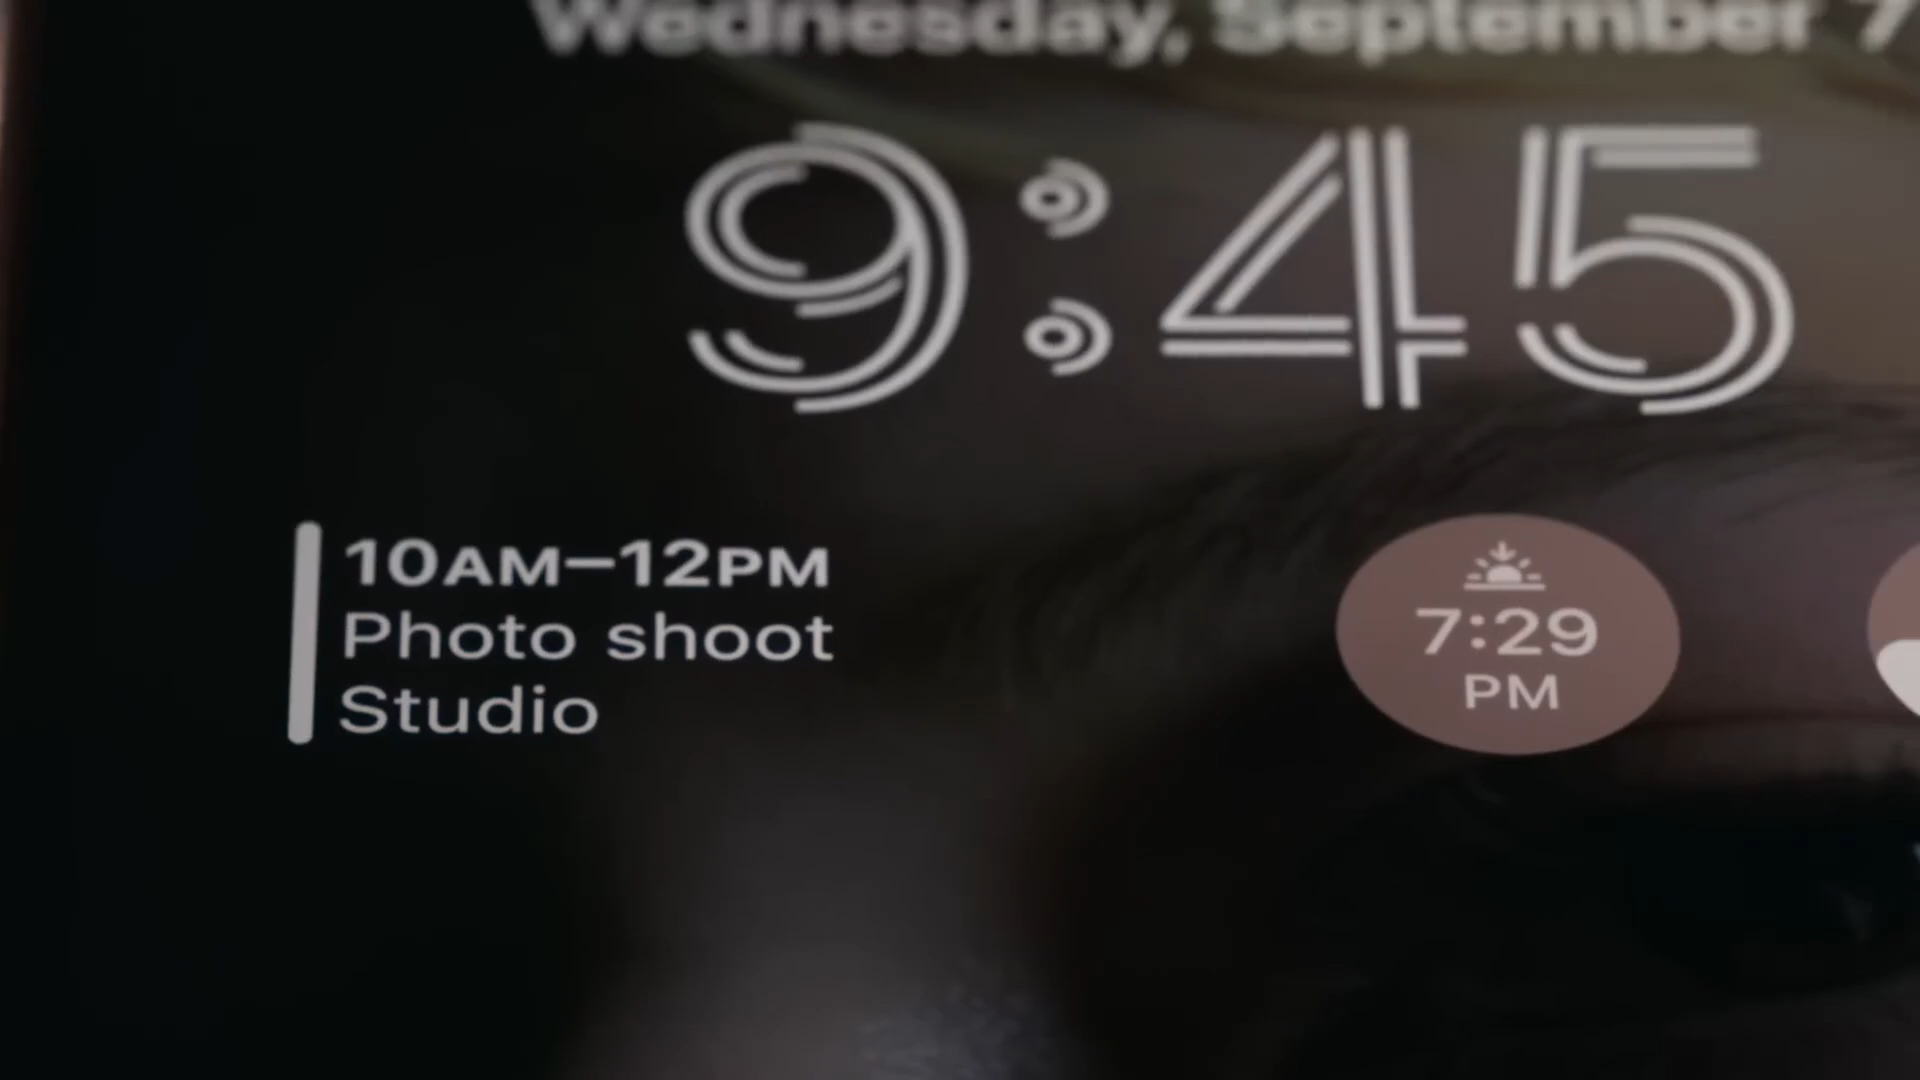 Wednesday, September 7
9:45
10AM–12PM
Photo shoot
Studio
7:29
PM